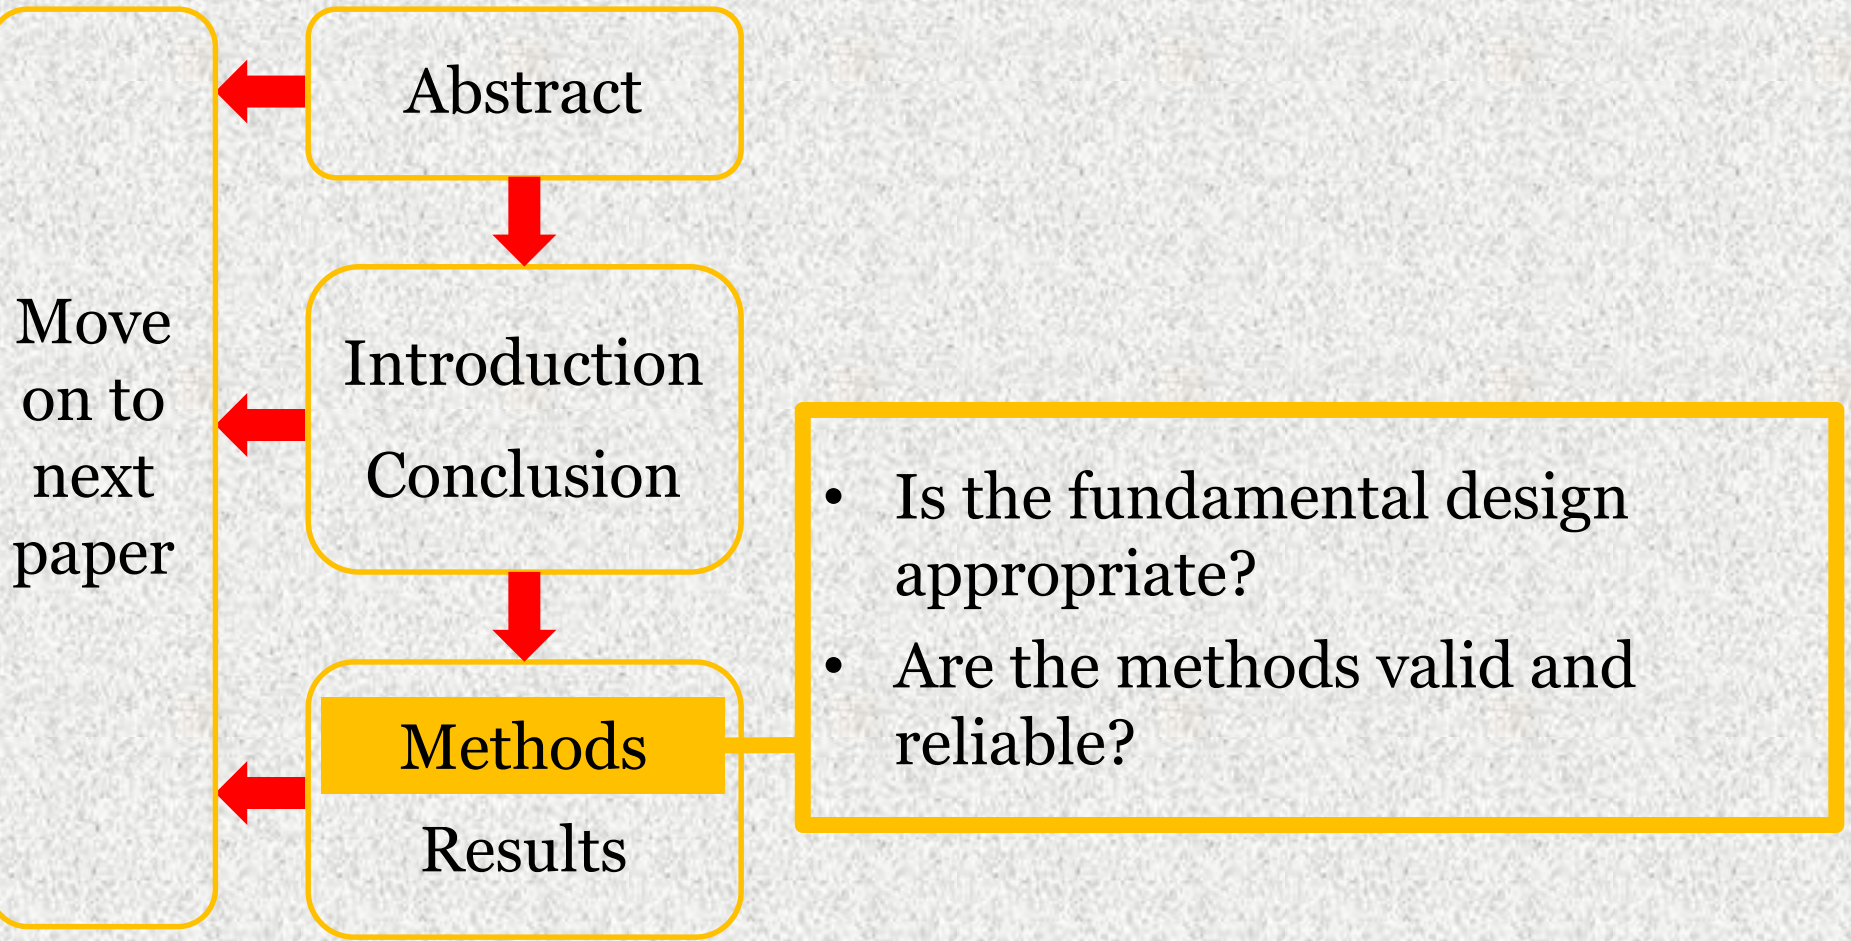 Abstract
Move
on to
next
paper
Introduction
Conclusion
• Is the fundamental design
appropriate?
• Are the methods valid and
reliable?
Methods
Results